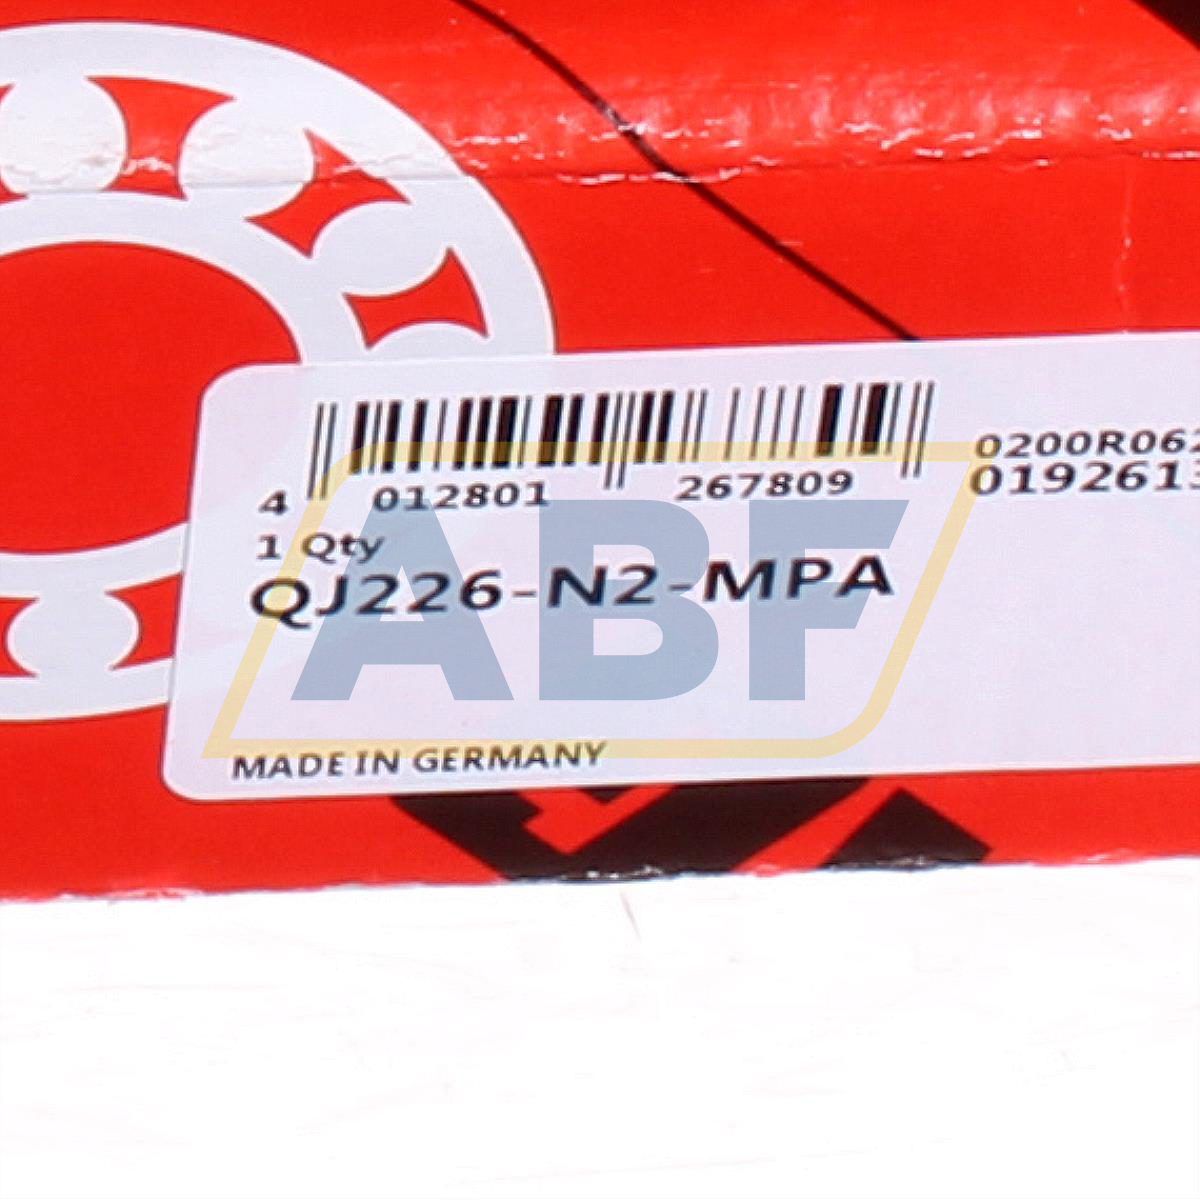 4 012801 267809
0200R062
0192613
1 Qty
QJ226-N2-MPA
ABF
MADE IN GERMANY